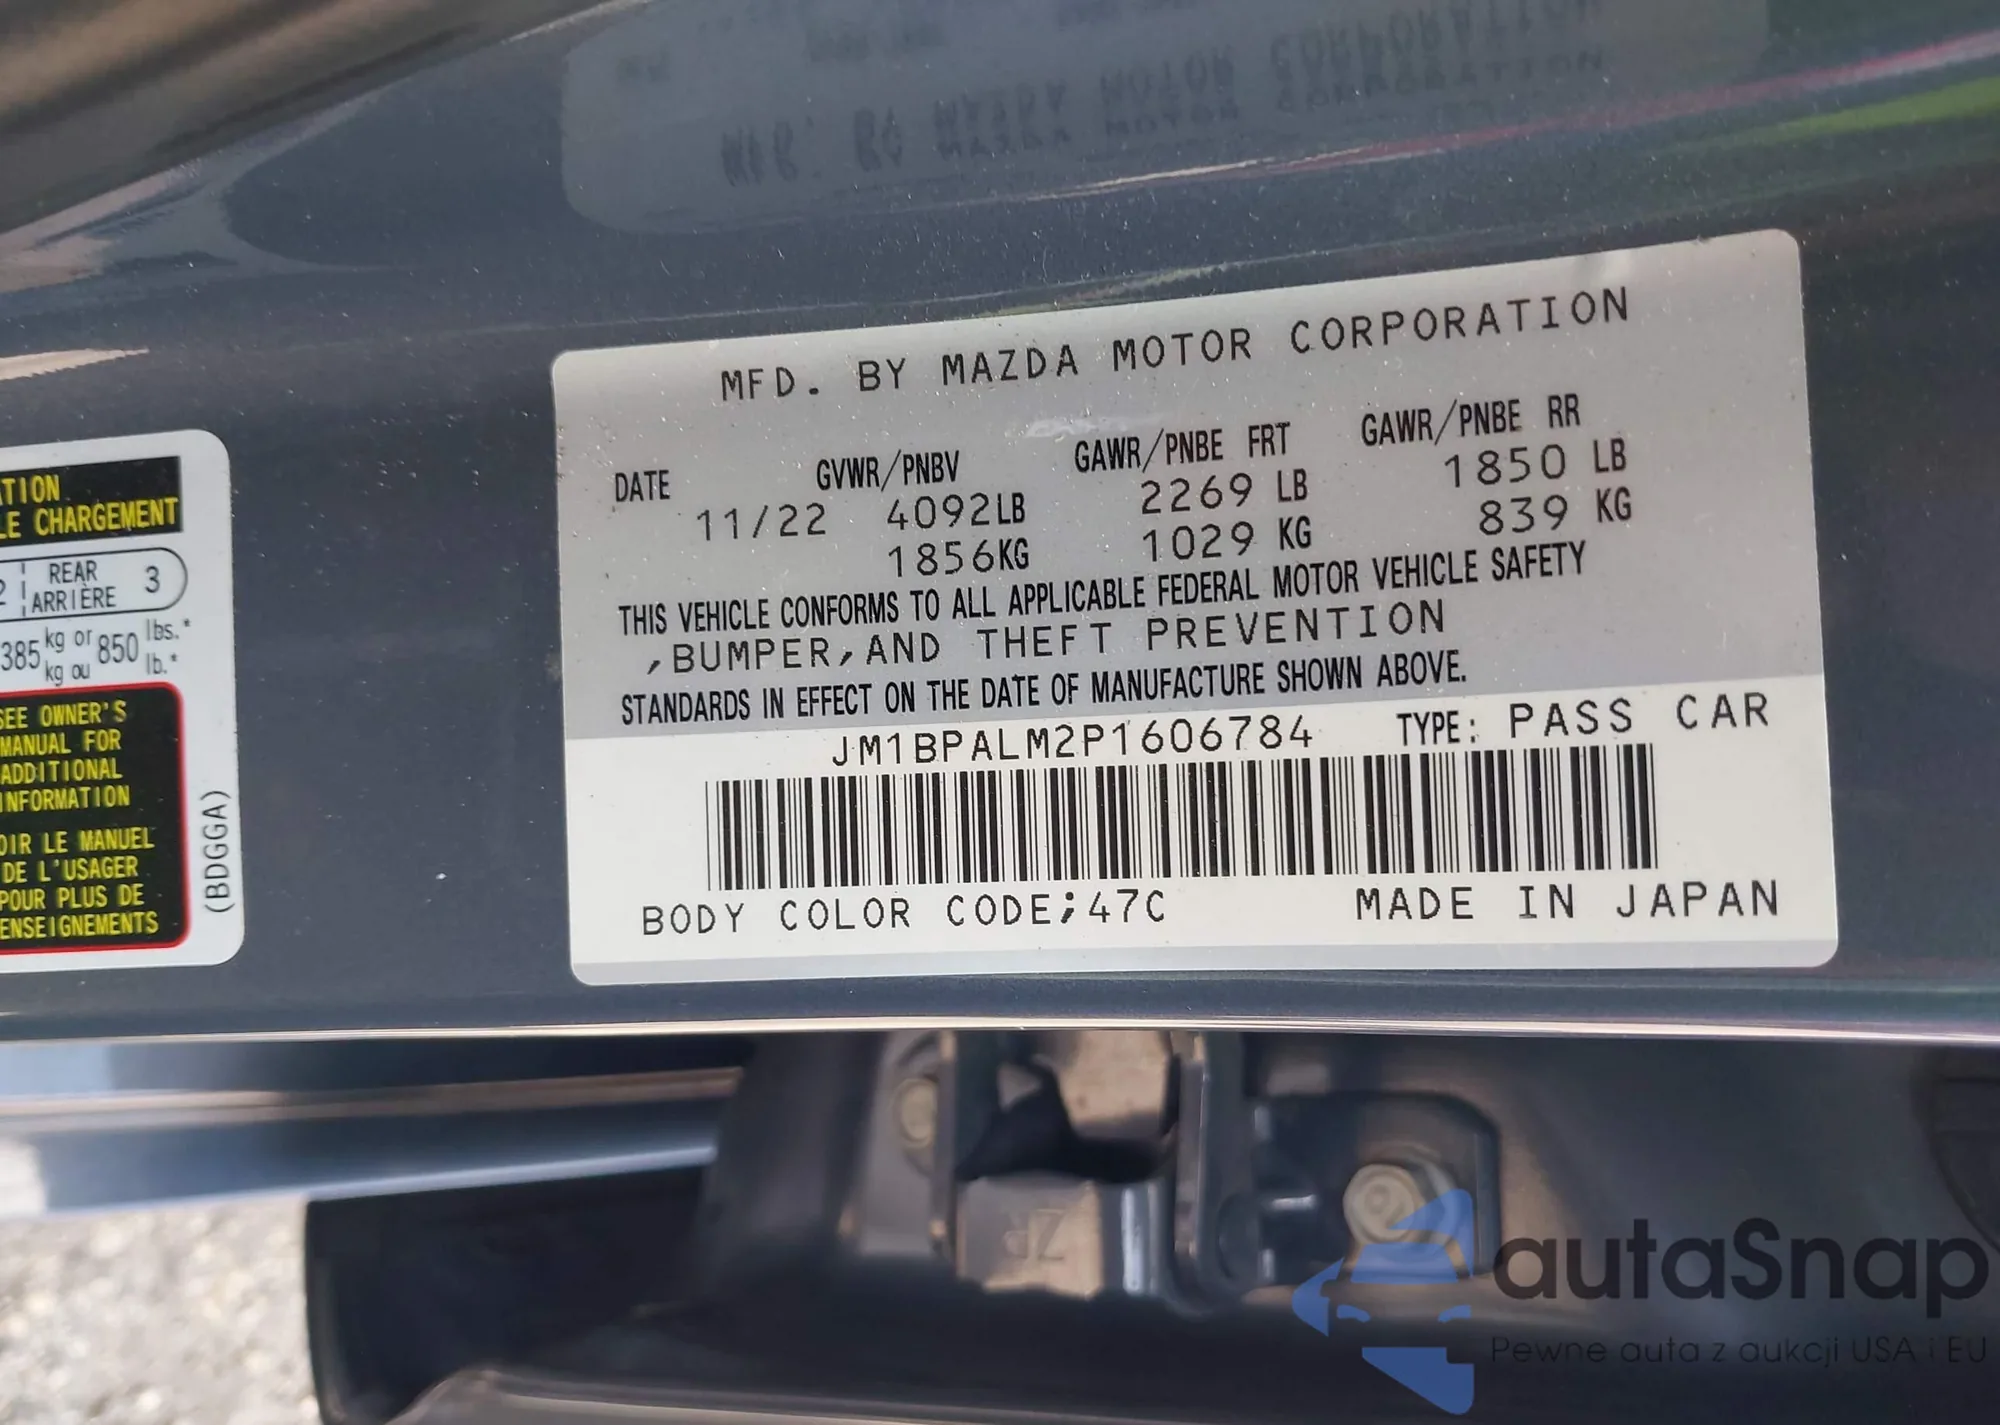 MFD. BY MAZDA MOTOR CORPORATION
DATE GVWR/PNBV GAWR/PNBE FRT GAWR/PNBE RR
11/22 4092LB 2269 LB 1850 LB
1856KG 1029 KG 839 KG
THIS VEHICLE CONFORMS TO ALL APPLICABLE FEDERAL MOTOR VEHICLE SAFETY
,BUMPER,AND THEFT PREVENTION
STANDARDS IN EFFECT ON THE DATE OF MANUFACTURE SHOWN ABOVE.
JM1BPALM2P1606784 TYPE: PASS CAR
BODY COLOR CODE;47C MADE IN JAPAN
TION
LE CHARGEMENT
2 REAR 3
ARRIÈRE
385 kg or 850 lbs.*
kg ou lb.*
SEE OWNER'S
MANUAL FOR
ADDITIONAL
INFORMATION
OIR LE MANUEL
DE L'USAGER
POUR PLUS DE
ENSEIGNEMENTS
(BDGGA)
autaSnap
Pewne auta z aukcji USA i EU